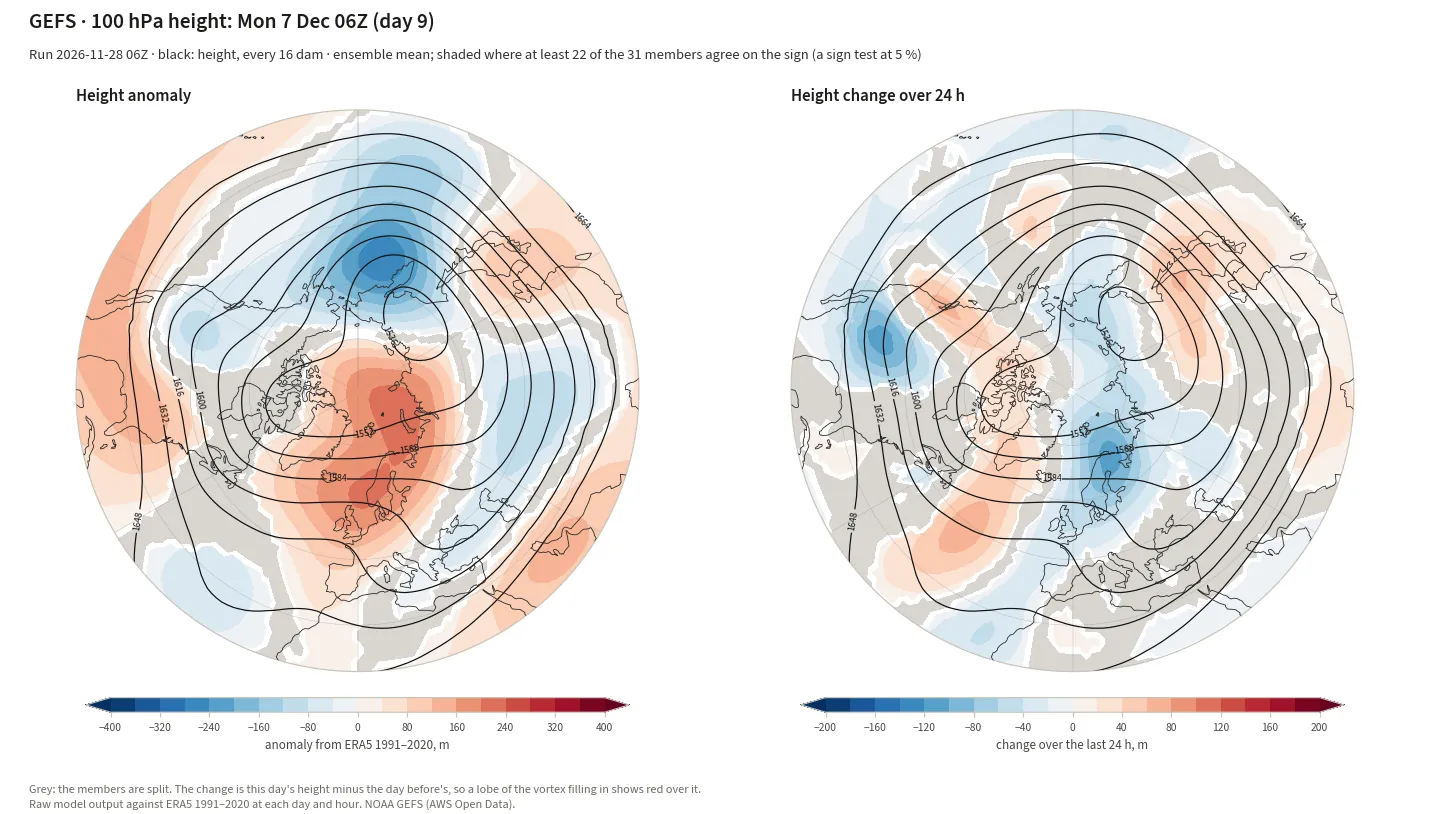 GEFS · 100 hPa height: Mon 7 Dec 06Z (day 9)
Run 2026-11-28 06Z · black: height, every 16 dam · ensemble mean; shaded where at least 22 of the 31 members agree on the sign (a sign test at 5 %)
Height anomaly
Height change over 24 h
1664
1536
1616
1600
1632
1552
1568
1584
1648
1664
1536
1616
1600
1632
1552
1568
1584
1648
−400 −320 −240 −160 −80 0 80 160 240 320 400
anomaly from ERA5 1991–2020, m
−200 −160 −120 −80 −40 0 40 80 120 160 200
change over the last 24 h, m
Grey: the members are split. The change is this day's height minus the day before's, so a lobe of the vortex filling in shows red over it.
Raw model output against ERA5 1991–2020 at each day and hour. NOAA GEFS (AWS Open Data).